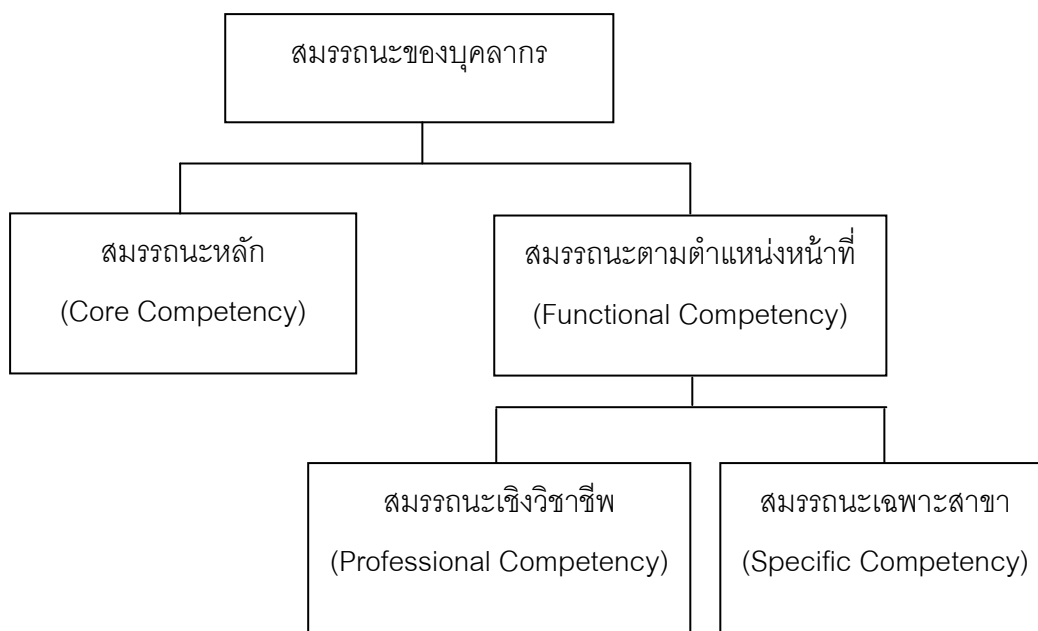 สมรรถนะของบุคลากร
สมรรถนะหลัก
(Core Competency)
สมรรถนะตามตำแหน่งหน้าที่
(Functional Competency)
สมรรถนะเชิงวิชาชีพ
(Professional Competency)
สมรรถนะเฉพาะสาขา
(Specific Competency)